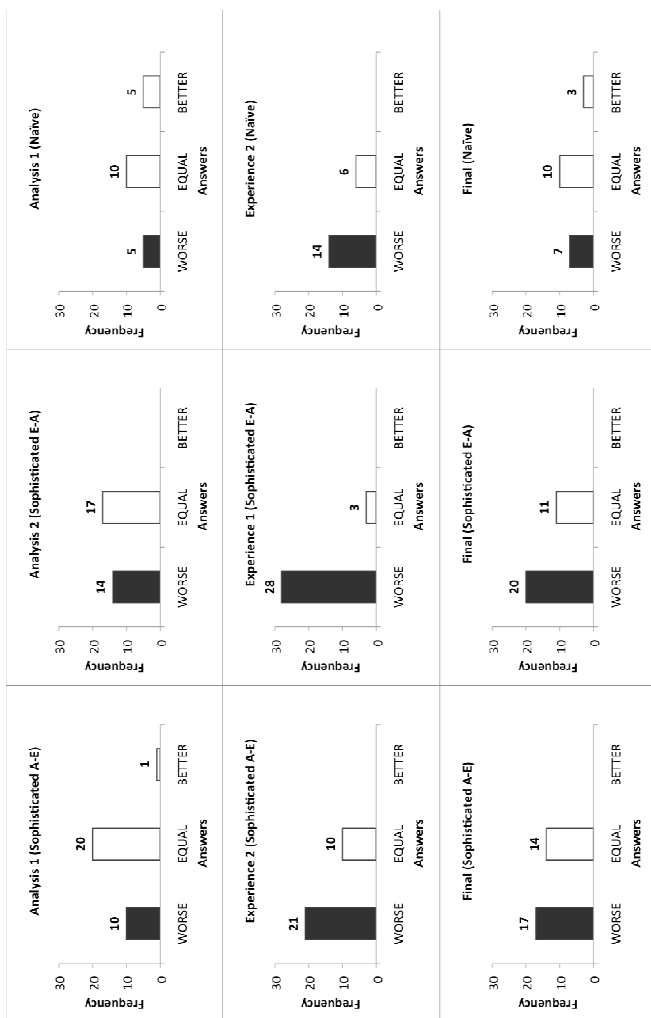 Analysis 1 (Sophisticated A-E)
Frequency
30
20
10
0
10
20
1
WORSE EQUAL BETTER
Answers
Analysis 2 (Sophisticated E-A)
Frequency
30
20
10
0
14
17
WORSE EQUAL BETTER
Answers
Analysis 1 (Naïve)
Frequency
30
20
10
0
5
10
5
WORSE EQUAL BETTER
Answers
Experience 2 (Sophisticated A-E)
Frequency
30
20
10
0
21
10
WORSE EQUAL BETTER
Answers
Experience 1 (Sophisticated E-A)
Frequency
30
20
10
0
28
3
WORSE EQUAL BETTER
Answers
Experience 2 (Naïve)
Frequency
30
20
10
0
14
6
WORSE EQUAL BETTER
Answers
Final (Sophisticated A-E)
Frequency
30
20
10
0
17
14
WORSE EQUAL BETTER
Answers
Final (Sophisticated E-A)
Frequency
30
20
10
0
20
11
WORSE EQUAL BETTER
Answers
Final (Naïve)
Frequency
30
20
10
0
7
10
3
WORSE EQUAL BETTER
Answers